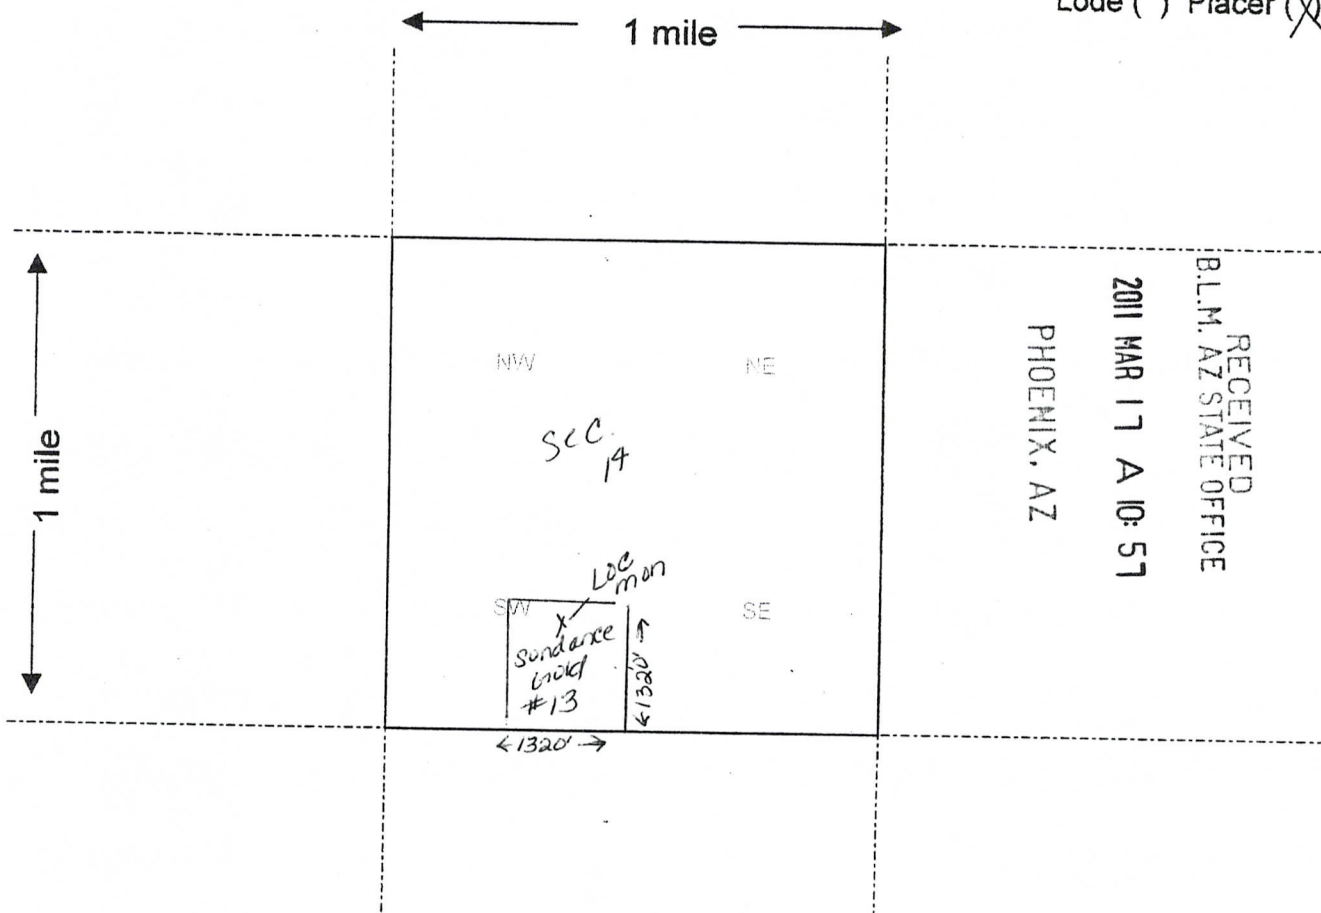 Lode ( ) Placer (X)
1 mile
1 mile
NW
NE
Sec.
14
SW
SE
Loc
mon
X
Sundance
Gold
#13
←1320'→
←1320'→
RECEIVED
B.L.M. AZ STATE OFFICE
2011 MAR 17 A 10:57
PHOENIX, AZ